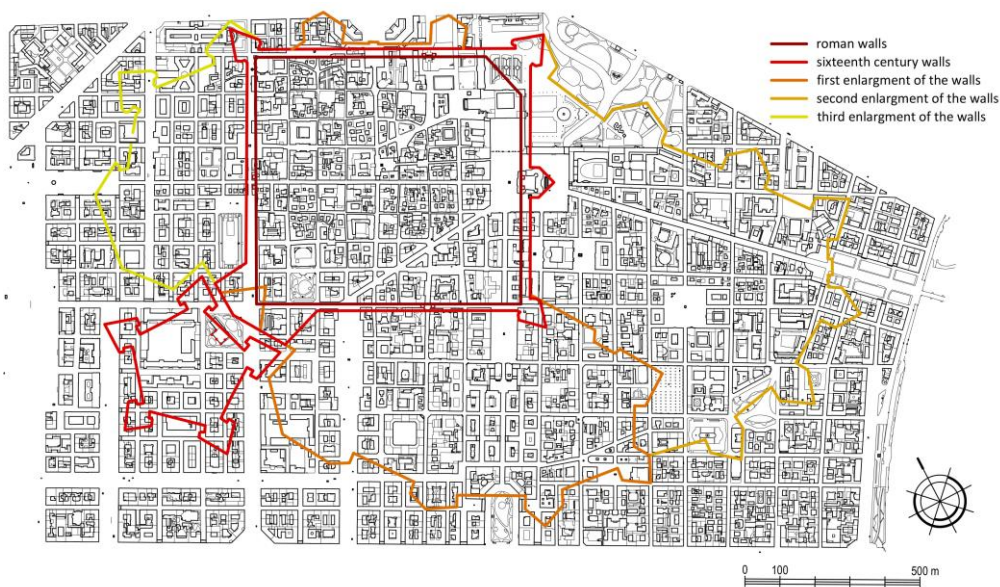 roman walls
sixteenth century walls
first enlargment of the walls
second enlargment of the walls
third enlargment of the walls
0 100 500 m